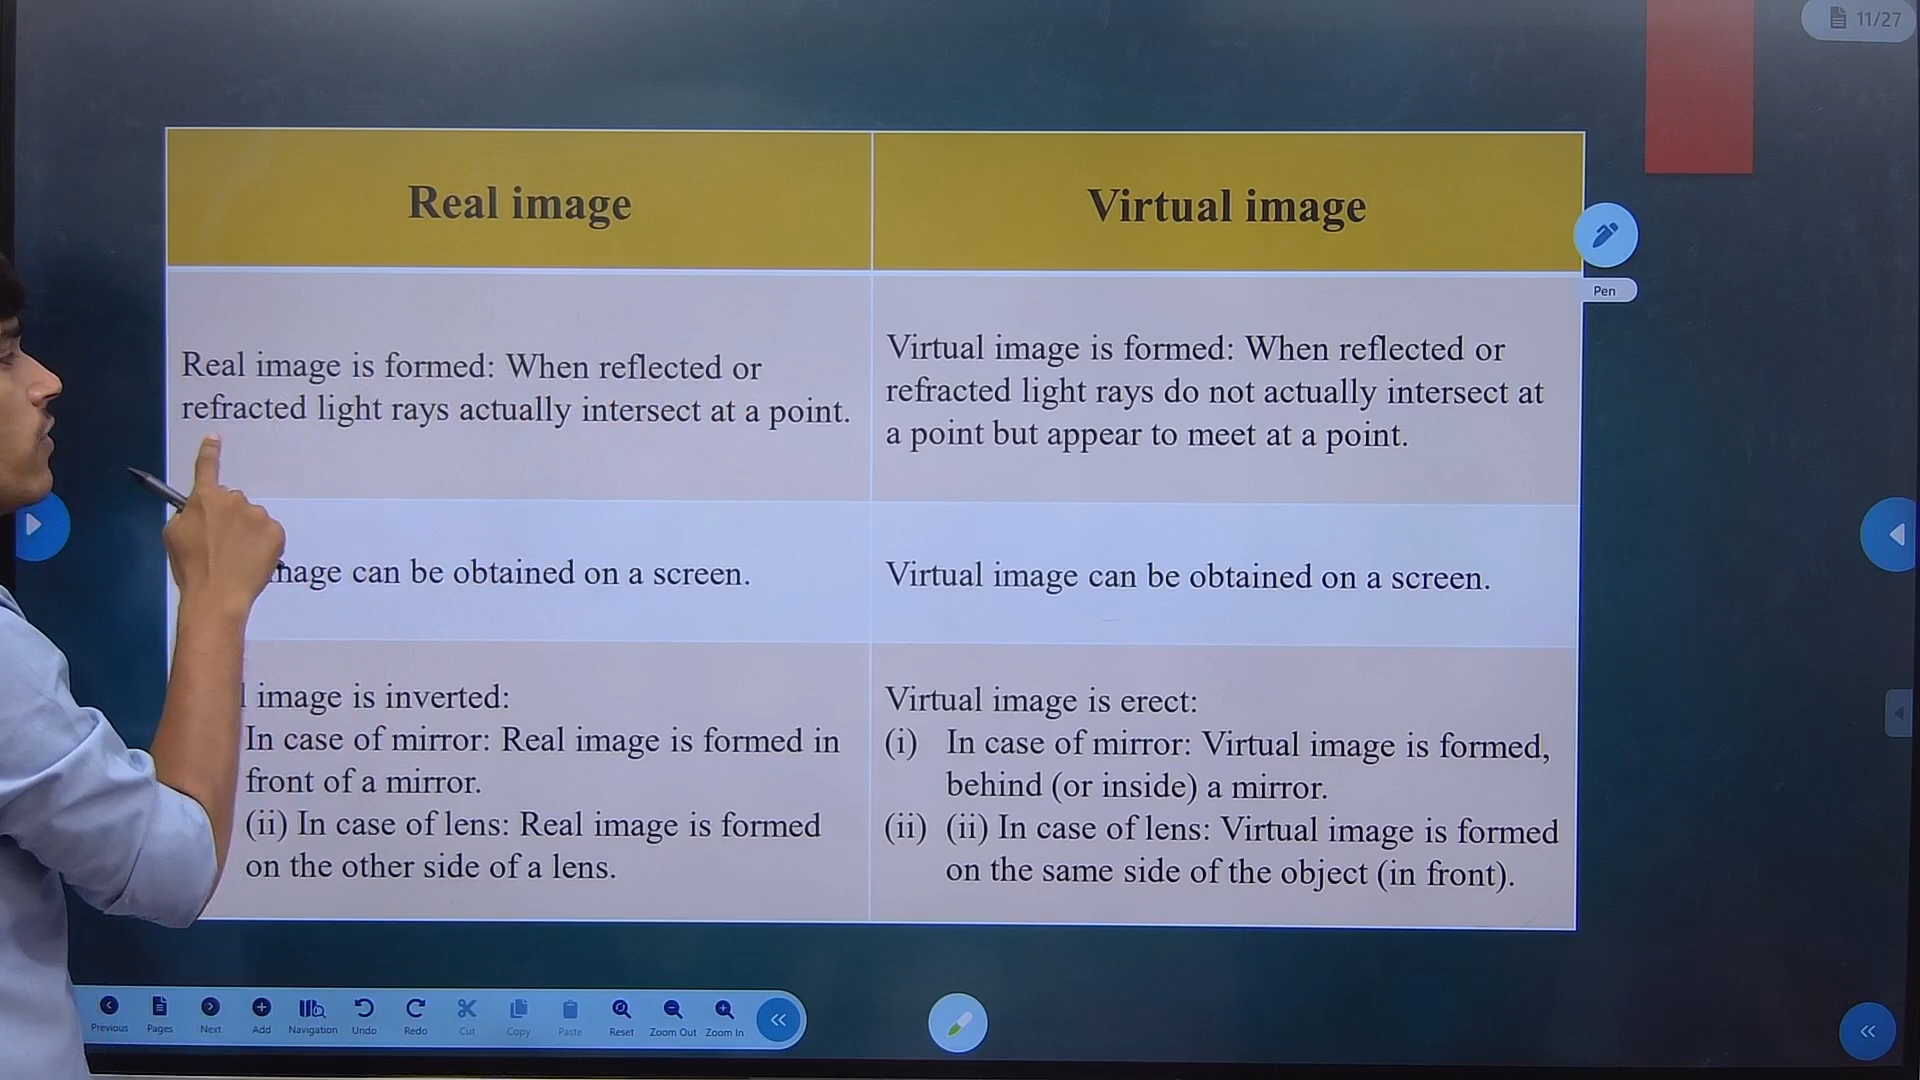 11/27
Real image
Virtual image
Pen
Real image is formed: When reflected or
refracted light rays actually intersect at a point.
Virtual image is formed: When reflected or
refracted light rays do not actually intersect at
a point but appear to meet at a point.
can be obtained on a screen.
Virtual image can be obtained on a screen.
image is inverted:
In case of mirror: Real image is formed in
front of a mirror.
(ii) In case of lens: Real image is formed
on the other side of a lens.
Virtual image is erect:
(i) In case of mirror: Virtual image is formed,
behind (or inside) a mirror.
(ii) (ii) In case of lens: Virtual image is formed
on the same side of the object (in front).
Previous Pages Next Add Navigation Undo Redo Cut Copy Paste Reset Zoom Out Zoom In